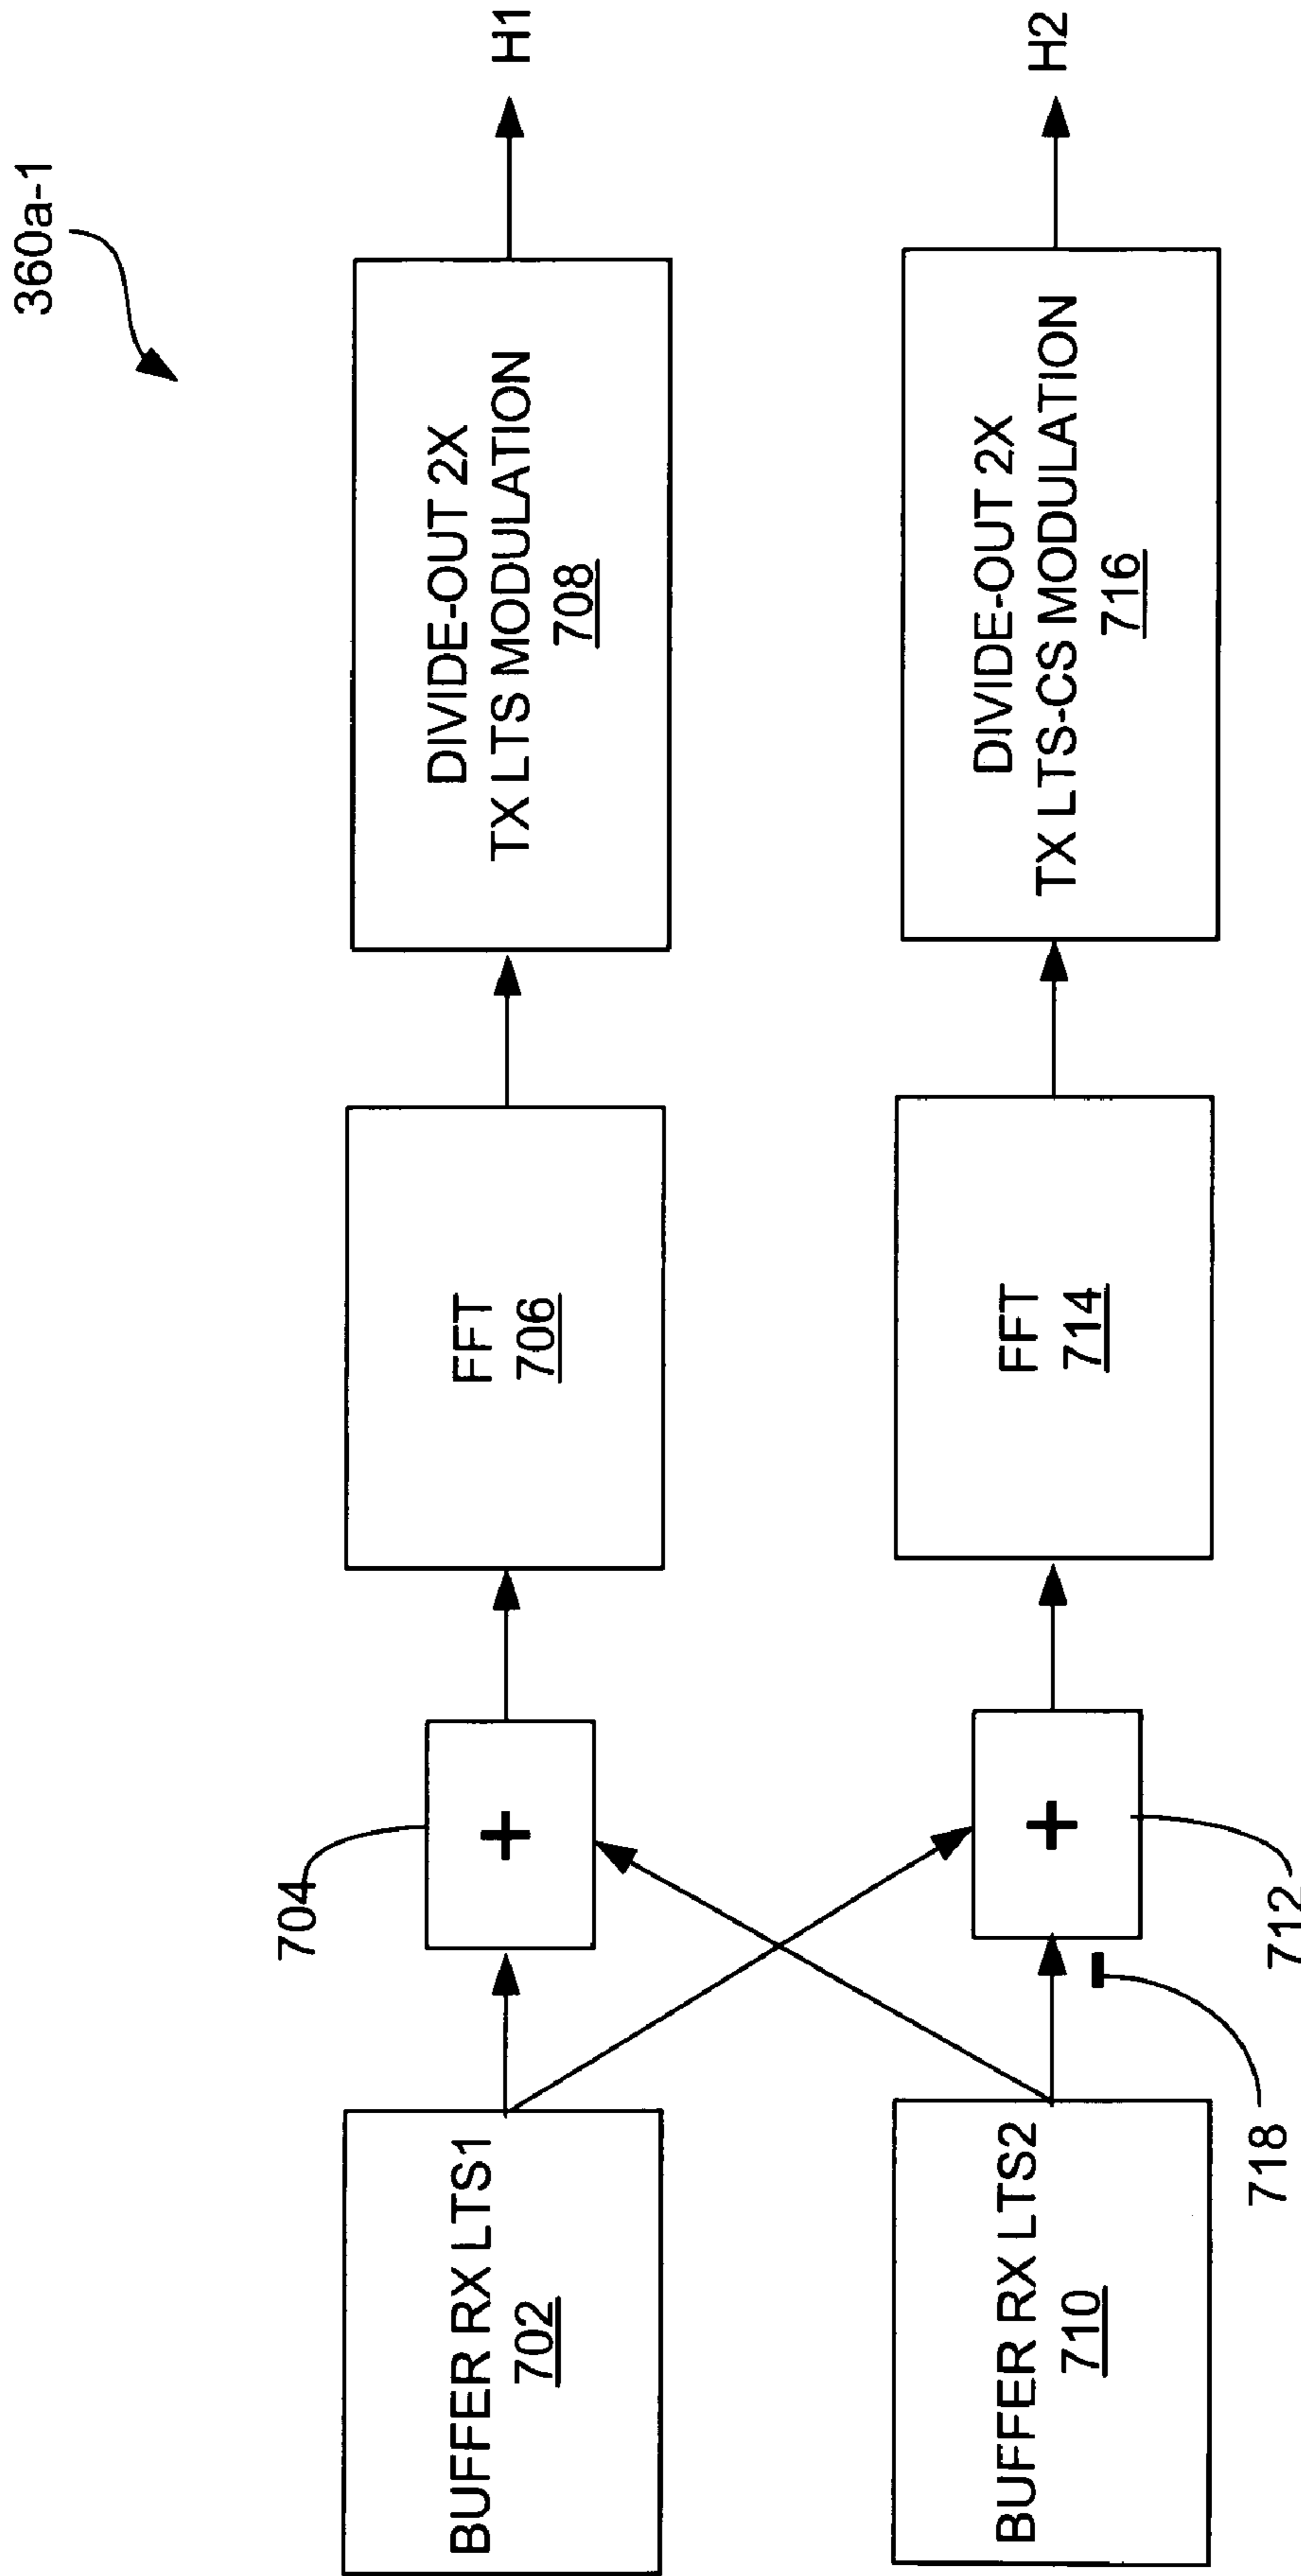 360a-1
BUFFER RX LTS1
702
704
+
FFT
706
DIVIDE-OUT 2X
TX LTS MODULATION
708
H1
BUFFER RX LTS2
710
718
-
712
+
FFT
714
DIVIDE-OUT 2X
TX LTS-CS MODULATION
716
H2